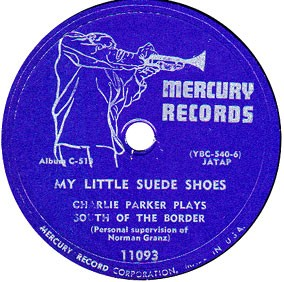 MERCURY
RECORDS
Album C-513
(YBC-540-6)
JATAP
MY LITTLE SUEDE SHOES
CHARLIE PARKER PLAYS
SOUTH OF THE BORDER
(Personal supervision of
Norman Granz)
11093
MERCURY RECORD CORPORATION, MADE IN U.S.A.